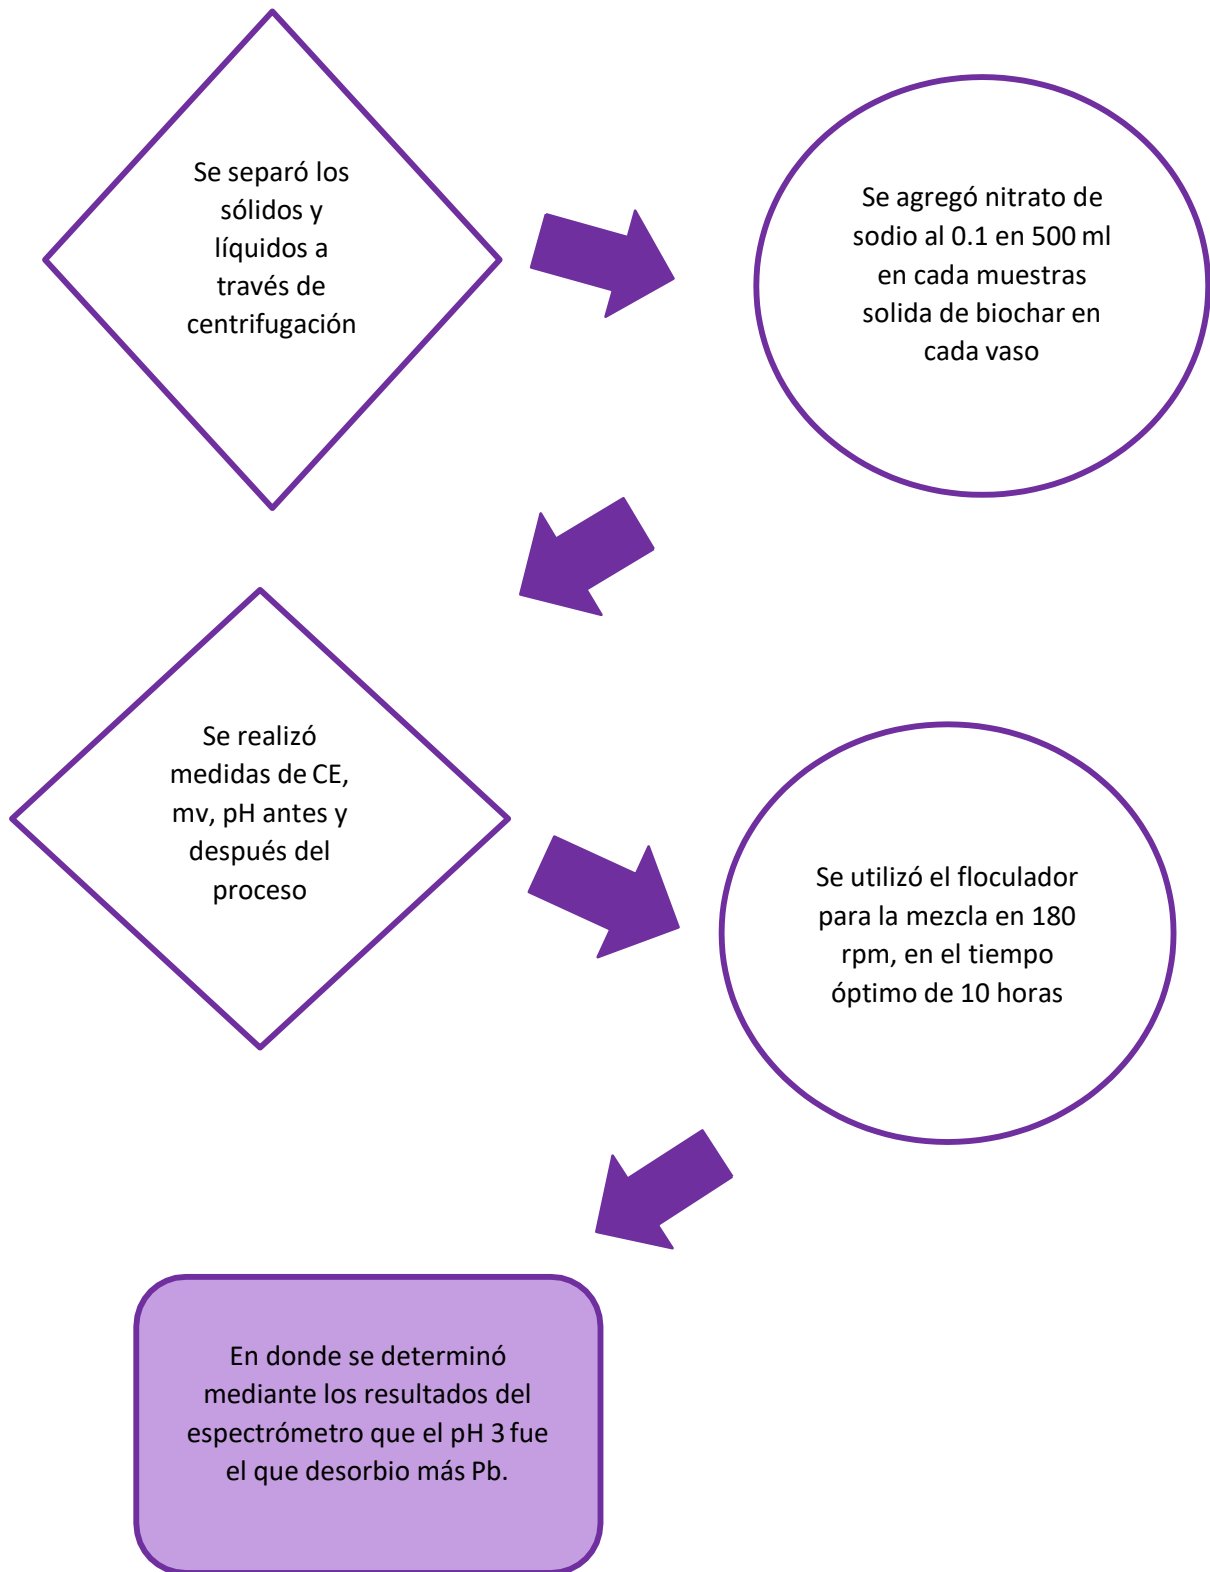 Se separó los
sólidos y
líquidos a
través de
centrifugación
Se agregó nitrato de
sodio al 0.1 en 500 ml
en cada muestras
solida de biochar en
cada vaso
Se realizó
medidas de CE,
mv, pH antes y
después del
proceso
Se utilizó el floculador
para la mezcla en 180
rpm, en el tiempo
óptimo de 10 horas
En donde se determinó
mediante los resultados del
espectrómetro que el pH 3 fue
el que desorbio más Pb.